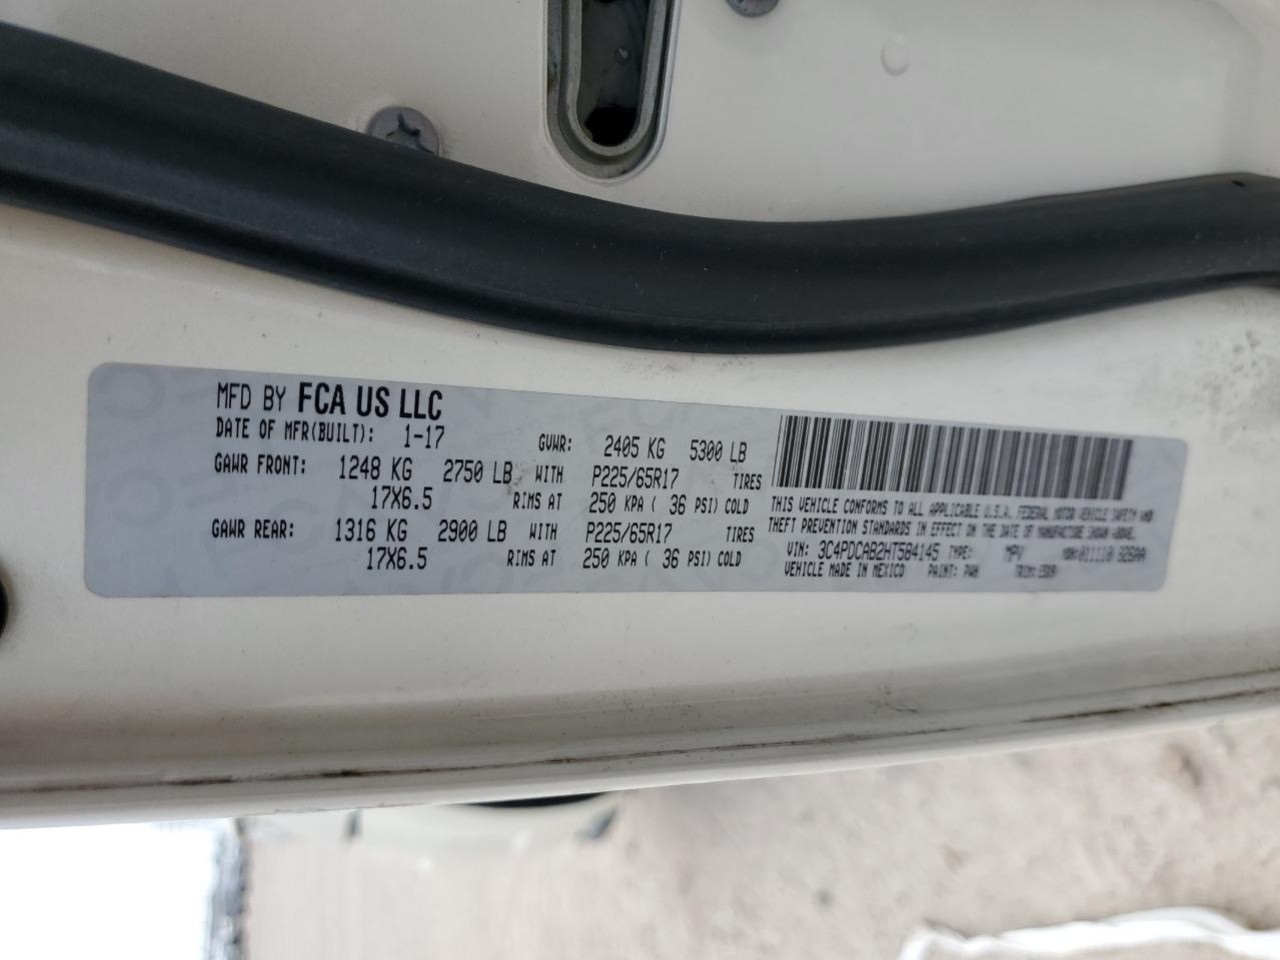 MFD BY FCA US LLC
DATE OF MFR(BUILT): 1-17 GVWR: 2405 KG 5300 LB
GAWR FRONT: 1248 KG 2750 LB WITH P225/65R17 TIRES
17X6.5 RIMS AT 250 KPA ( 36 PSI) COLD
GAWR REAR: 1316 KG 2900 LB WITH P225/65R17 TIRES
17X6.5 RIMS AT 250 KPA ( 36 PSI) COLD
THIS VEHICLE CONFORMS TO ALL APPLICABLE U.S.A. FEDERAL MOTOR VEHICLE SAFETY AND
THEFT PREVENTION STANDARDS IN EFFECT ON THE DATE OF MANUFACTURE SHOWN ABOVE.
VIN: 3C4PDCAB2HT584145 TYPE: MPV
VEHICLE MADE IN MEXICO PAINT: PWH TRIM: